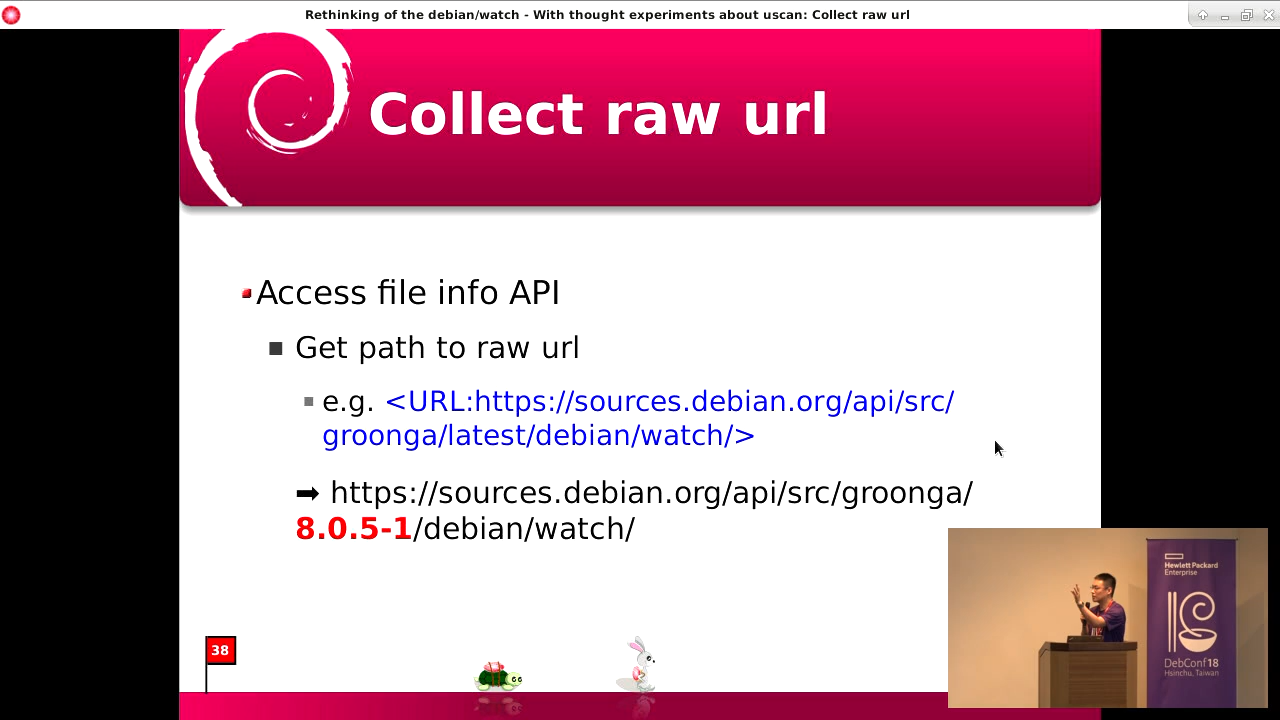 Rethinking of the debian/watch - With thought experiments about uscan: Collect raw url
Collect raw url
Access file info API
Get path to raw url
e.g. <URL:https://sources.debian.org/api/src/
groonga/latest/debian/watch/>
➡ https://sources.debian.org/api/src/groonga/
8.0.5-1/debian/watch/
38
Hewlett Packard
Enterprise
DebConf18
Hsinchu, Taiwan